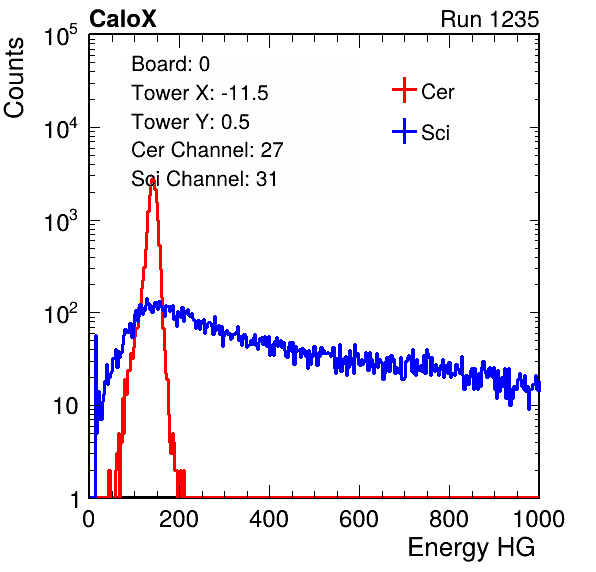 CaloX Run 1235
10^5
Counts
Board: 0
Tower X: -11.5
Tower Y: 0.5
Cer Channel: 27
Sci Channel: 31
Cer
Sci
10^4
10^3
10^2
10
1
0 200 400 600 800 1000
Energy HG